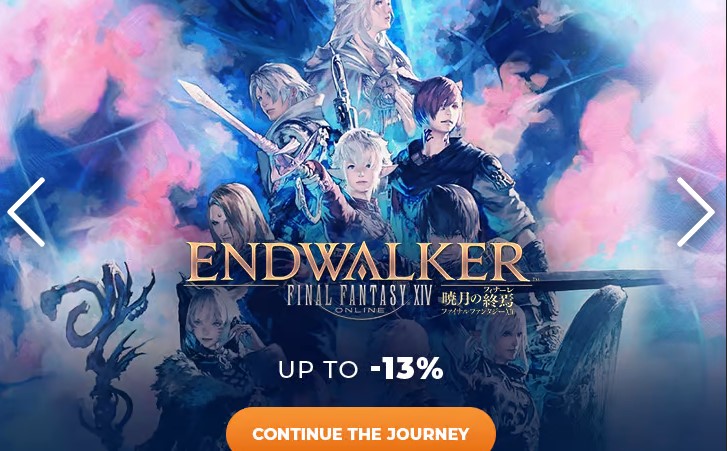 ENDWALKER™
FINAL FANTASY XIV
ONLINE
フィナーレ
暁月の終焉
ファイナルファンタジーXIV
UP TO -13%
CONTINUE THE JOURNEY